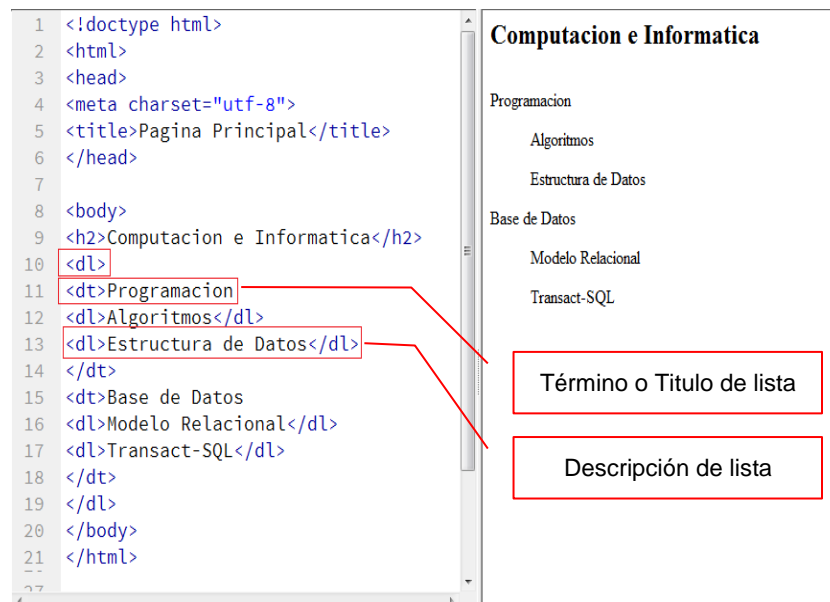 1 <!doctype html>
2 <html>
3 <head>
4 <meta charset="utf-8">
5 <title>Pagina Principal</title>
6 </head>
7
8 <body>
9 <h2>Computacion e Informatica</h2>
10 <dl>
11 <dt>Programacion
12 <dl>Algoritmos</dl>
13 <dl>Estructura de Datos</dl>
14 </dt>
15 <dt>Base de Datos
16 <dl>Modelo Relacional</dl>
17 <dl>Transact-SQL</dl>
18 </dt>
19 </dl>
20 </body>
21 </html>
Computacion e Informatica
Programacion
Algoritmos
Estructura de Datos
Base de Datos
Modelo Relacional
Transact-SQL
Término o Titulo de lista
Descripción de lista